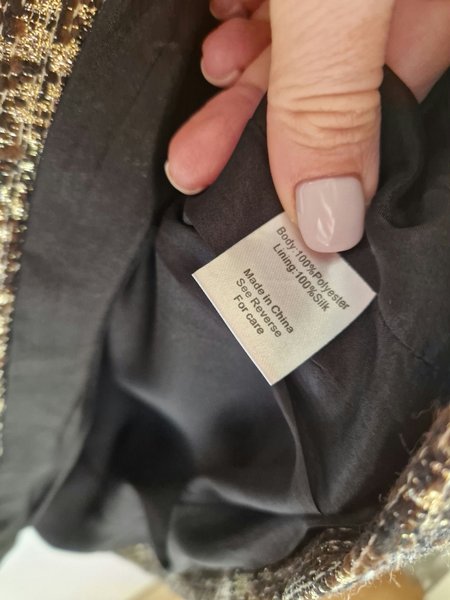 Body:100%Polyester
Lining:100%Silk
Made In China
See Reverse
For care